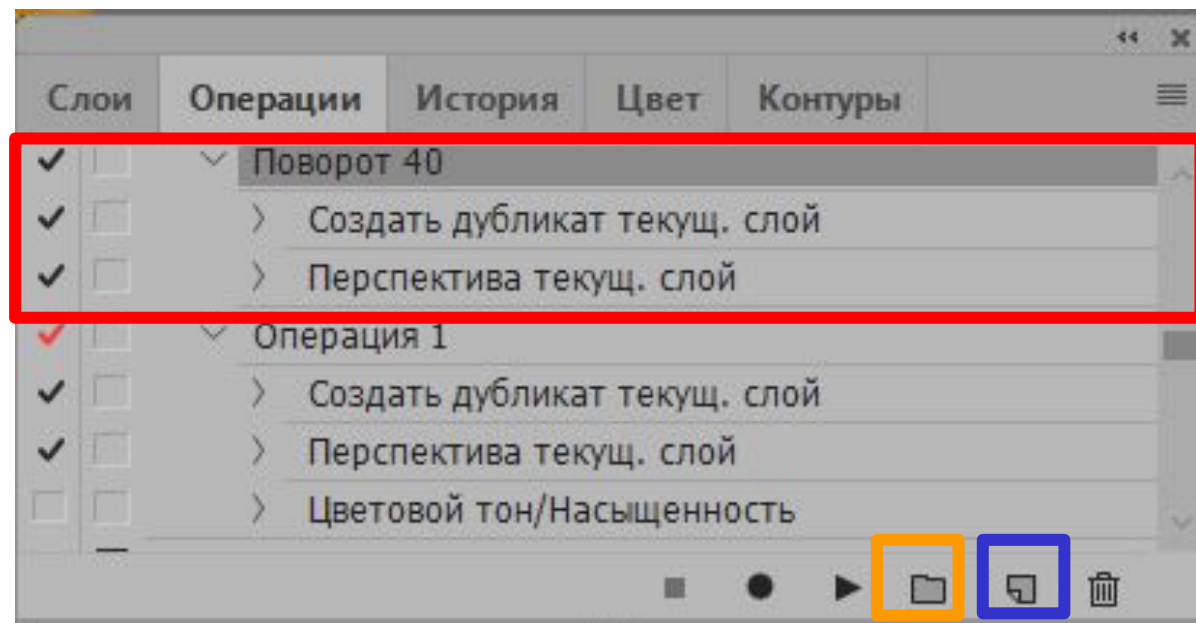 Слои Операции История Цвет Контуры
Поворот 40
Создать дубликат текущ. слой
Перспектива текущ. слой
Операция 1
Создать дубликат текущ. слой
Перспектива текущ. слой
Цветовой тон/Насыщенность